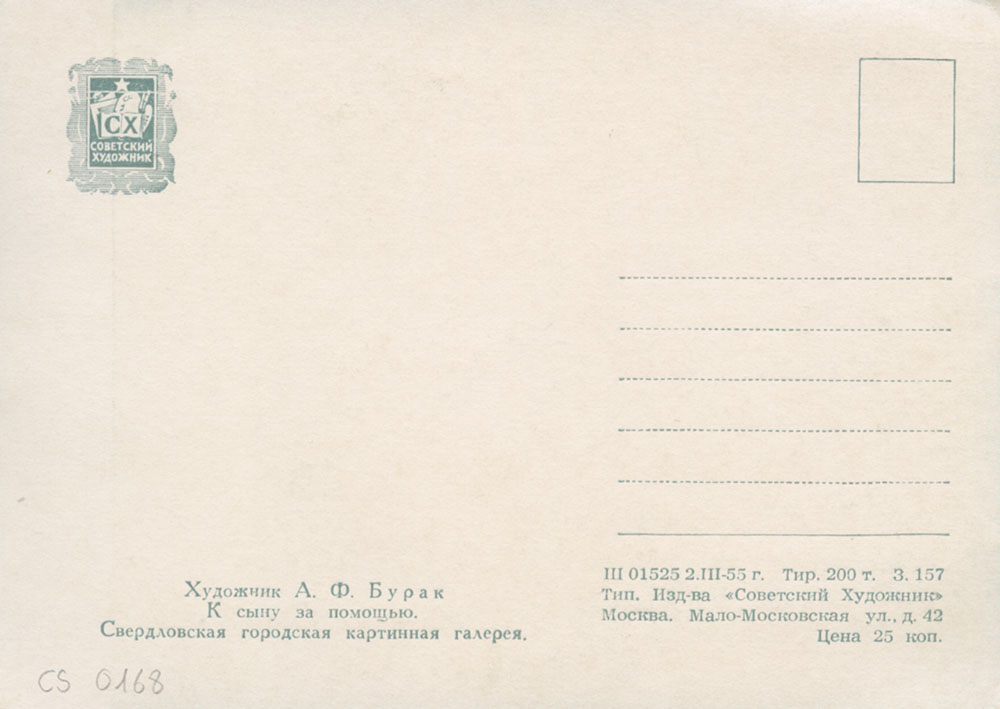 СХ
СОВЕТСКИЙ
ХУДОЖНИК
Художник А. Ф. Бурак
К сыну за помощью.
Свердловская городская картинная галерея.
Ш 01525 2.III-55 г. Тир. 200 т. З. 157
Тип. Изд-ва «Советский Художник»
Москва. Мало-Московская ул., д. 42
Цена 25 коп.
CS 0168